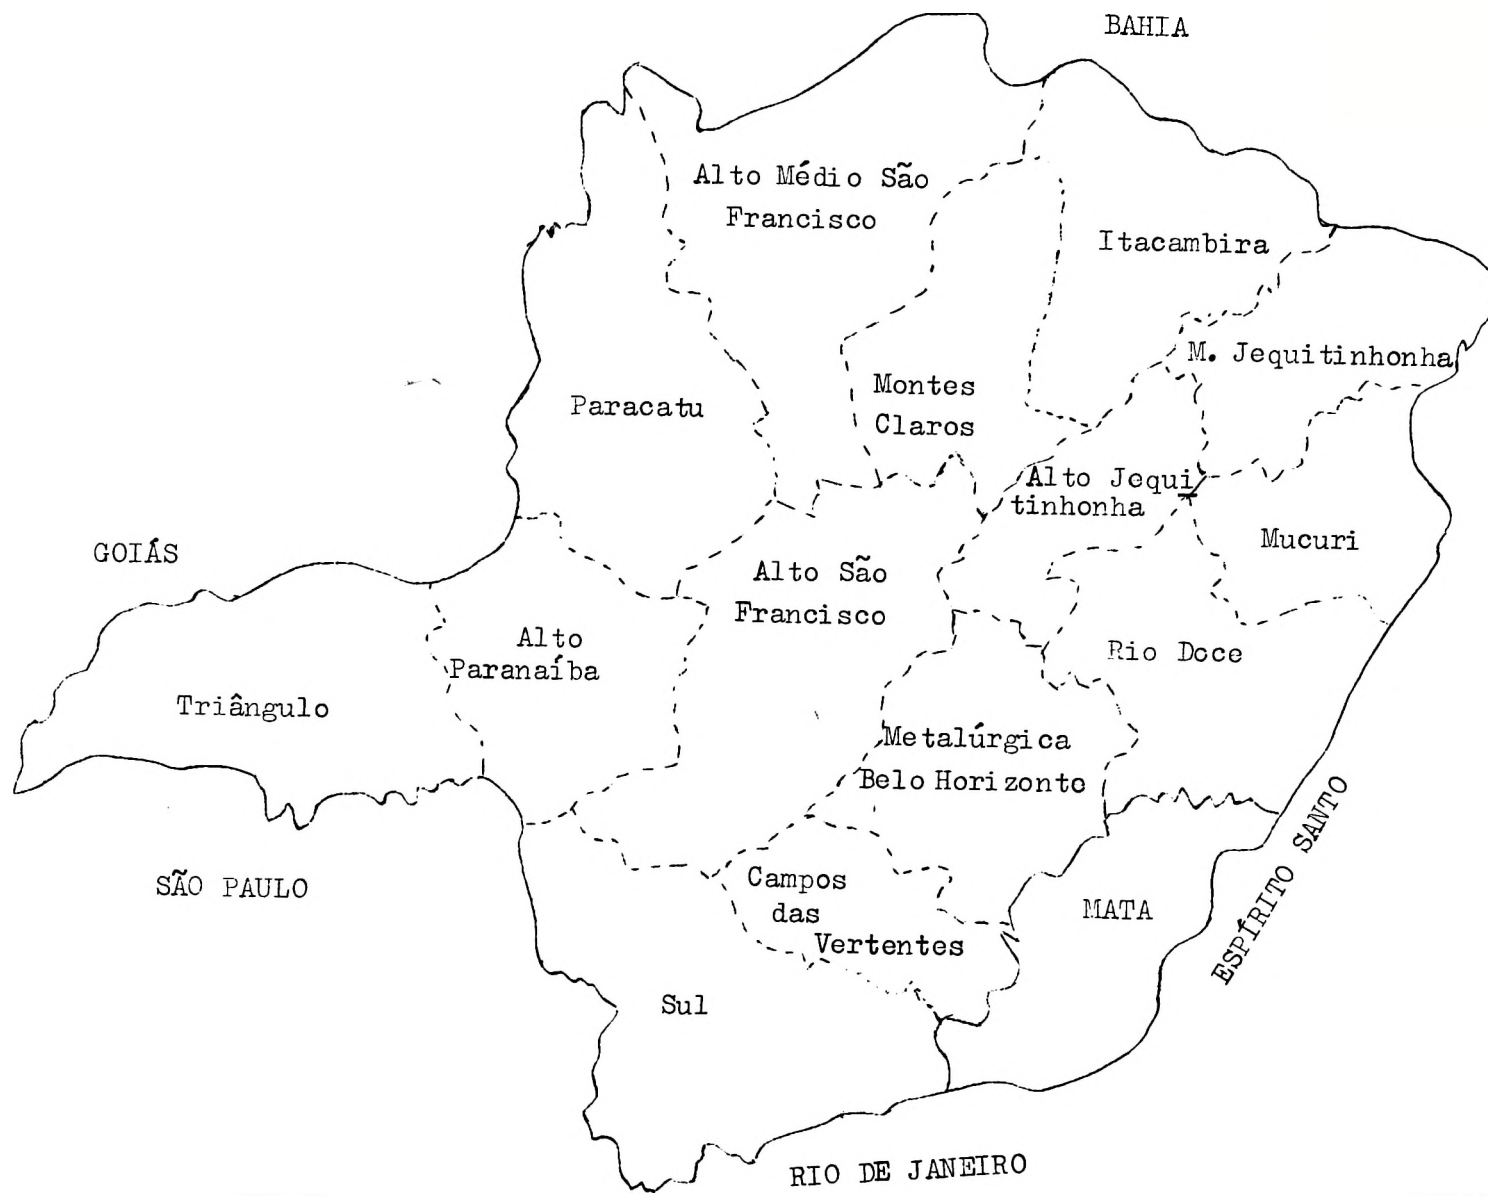 BAHIA
Alto Médio São
Francisco
Itacambira
M. Jequitinhonha
Montes
Claros
Paracatu
Alto Jequi
tinhonha
Mucuri
GOIÁS
Alto São
Francisco
Alto
Paranaíba
Rio Doce
Triângulo
Metalúrgica
Belo Horizonte
ESPÍRITO SANTO
SÃO PAULO
Campos
das
Vertentes
MATA
Sul
RIO DE JANEIRO